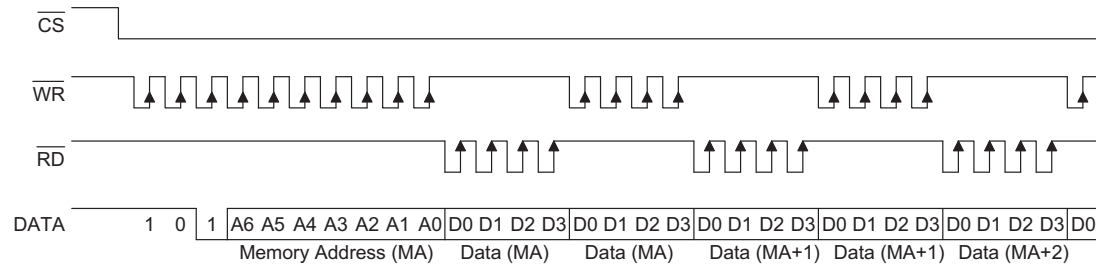 CS
WR
RD
DATA 1 0 1 A6 A5 A4 A3 A2 A1 A0 D0 D1 D2 D3 D0 D1 D2 D3 D0 D1 D2 D3 D0 D1 D2 D3 D0 D1 D2 D3 D0
Memory Address (MA) Data (MA) Data (MA) Data (MA+1) Data (MA+1) Data (MA+2)